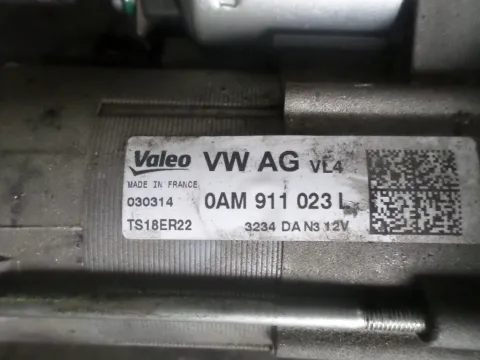 Valeo VW AG VL4
MADE IN FRANCE
030314 0AM 911 023 L
TS18ER22 3234 DA N3 12V